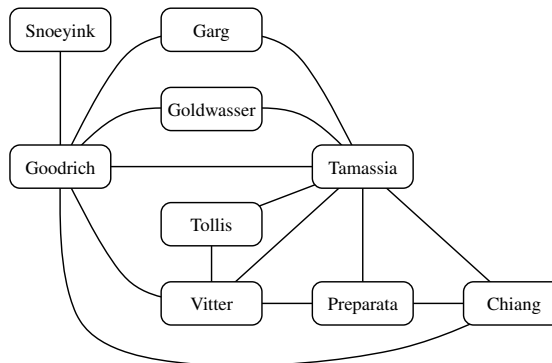 Snoeyink
Garg
Goldwasser
Goodrich
Tamassia
Tollis
Vitter
Preparata
Chiang